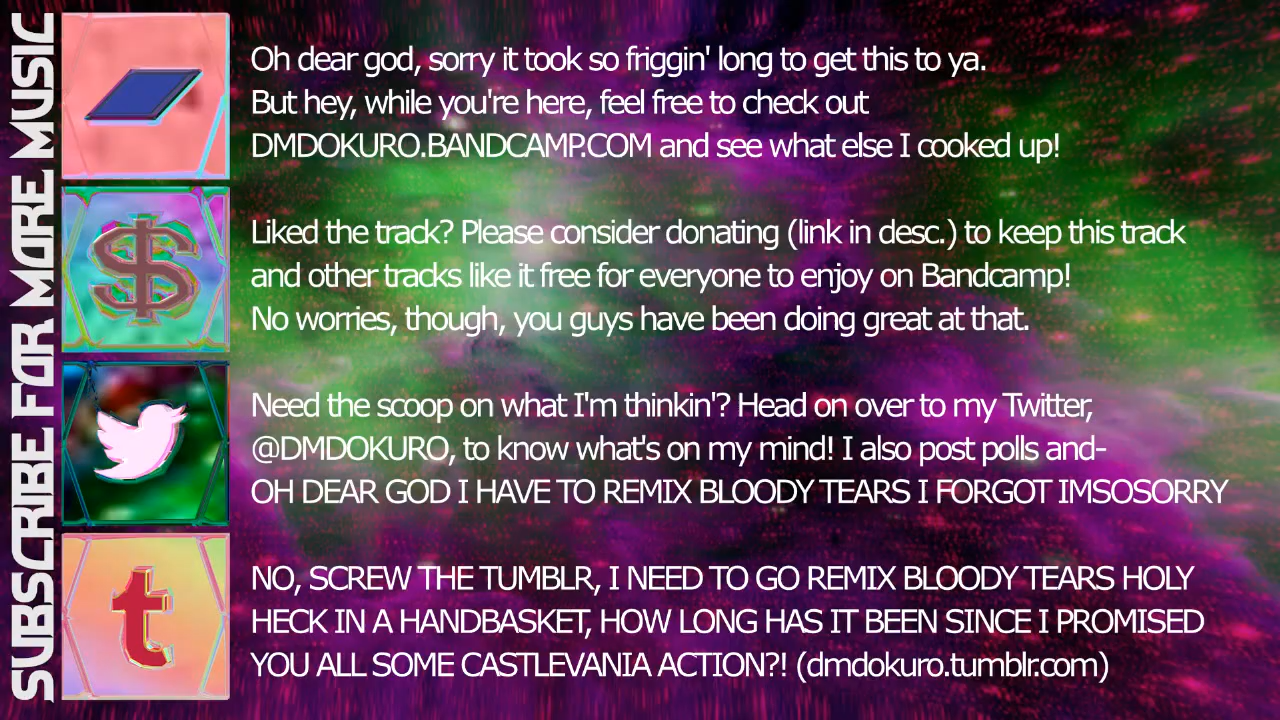 SUBSCRIBE FOR MORE MUSIC
Oh dear god, sorry it took so friggin' long to get this to ya.
But hey, while you're here, feel free to check out
DMDOKURO.BANDCAMP.COM and see what else I cooked up!
$
Liked the track? Please consider donating (link in desc.) to keep this track
and other tracks like it free for everyone to enjoy on Bandcamp!
No worries, though, you guys have been doing great at that.
Need the scoop on what I'm thinkin'? Head on over to my Twitter,
@DMDOKURO, to know what's on my mind! I also post polls and-
OH DEAR GOD I HAVE TO REMIX BLOODY TEARS I FORGOT IMSOSORRY
t
NO, SCREW THE TUMBLR, I NEED TO GO REMIX BLOODY TEARS HOLY
HECK IN A HANDBASKET, HOW LONG HAS IT BEEN SINCE I PROMISED
YOU ALL SOME CASTLEVANIA ACTION?! (dmdokuro.tumblr.com)